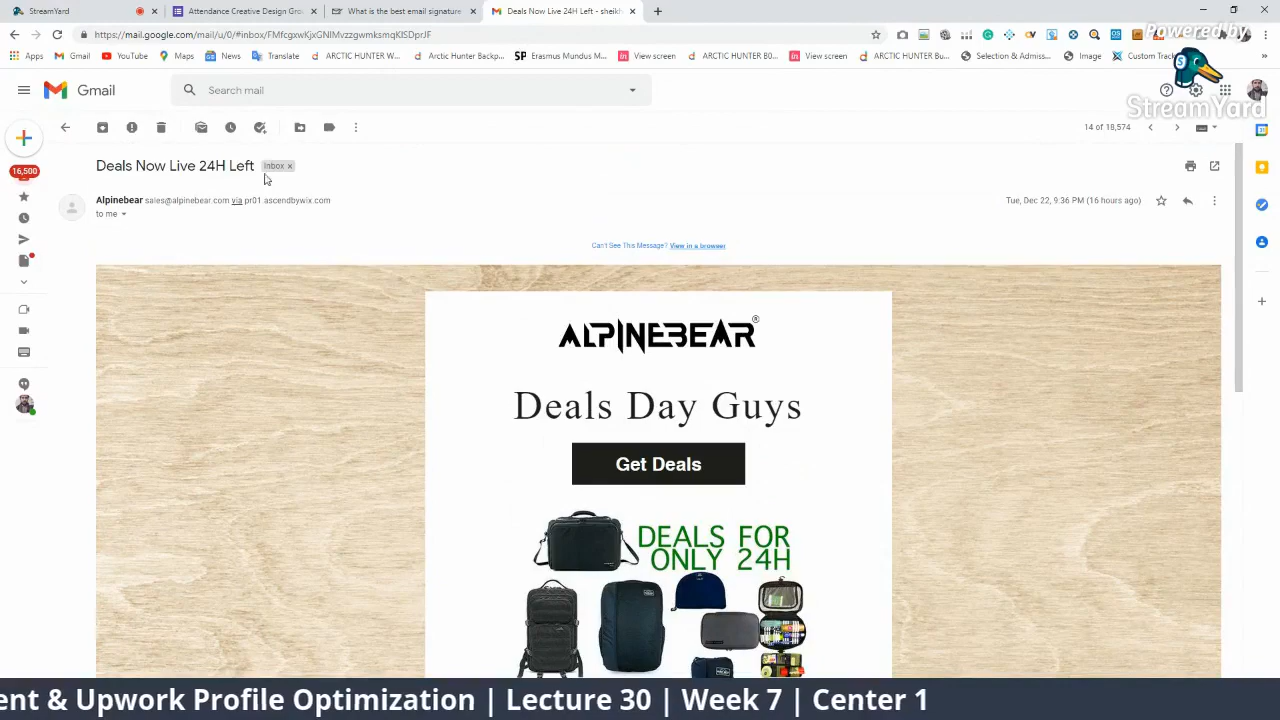 StreamYard
Attendance Creative Design Grou
What is the best email signature
Deals Now Live 24H Left - sheikh
https://mail.google.com/mail/u/0/#inbox/
Powered by
StreamYard
Apps
Gmail
YouTube
Maps
News
Translate
ARCTIC HUNTER W...
Arctic Hunter Backp...
Erasmus Mundus M...
View screen
ARCTIC HUNTER B0...
View screen
ARCTIC HUNTER Bu...
Selection & Admiss...
Image
Custom Track
Gmail
Search mail
14 of 18,574
Deals Now Live 24H Left
Inbox ×
16,500
Alpinebear sales@alpinebear.com via pr01.ascendbywix.com
Tue, Dec 22, 9:36 PM (16 hours ago)
to me
Can't See This Message? View in a browser
ALPINEBEAR®
Deals Day Guys
Get Deals
DEALS FOR
ONLY 24H
ent & Upwork Profile Optimization | Lecture 30 | Week 7 | Center 1